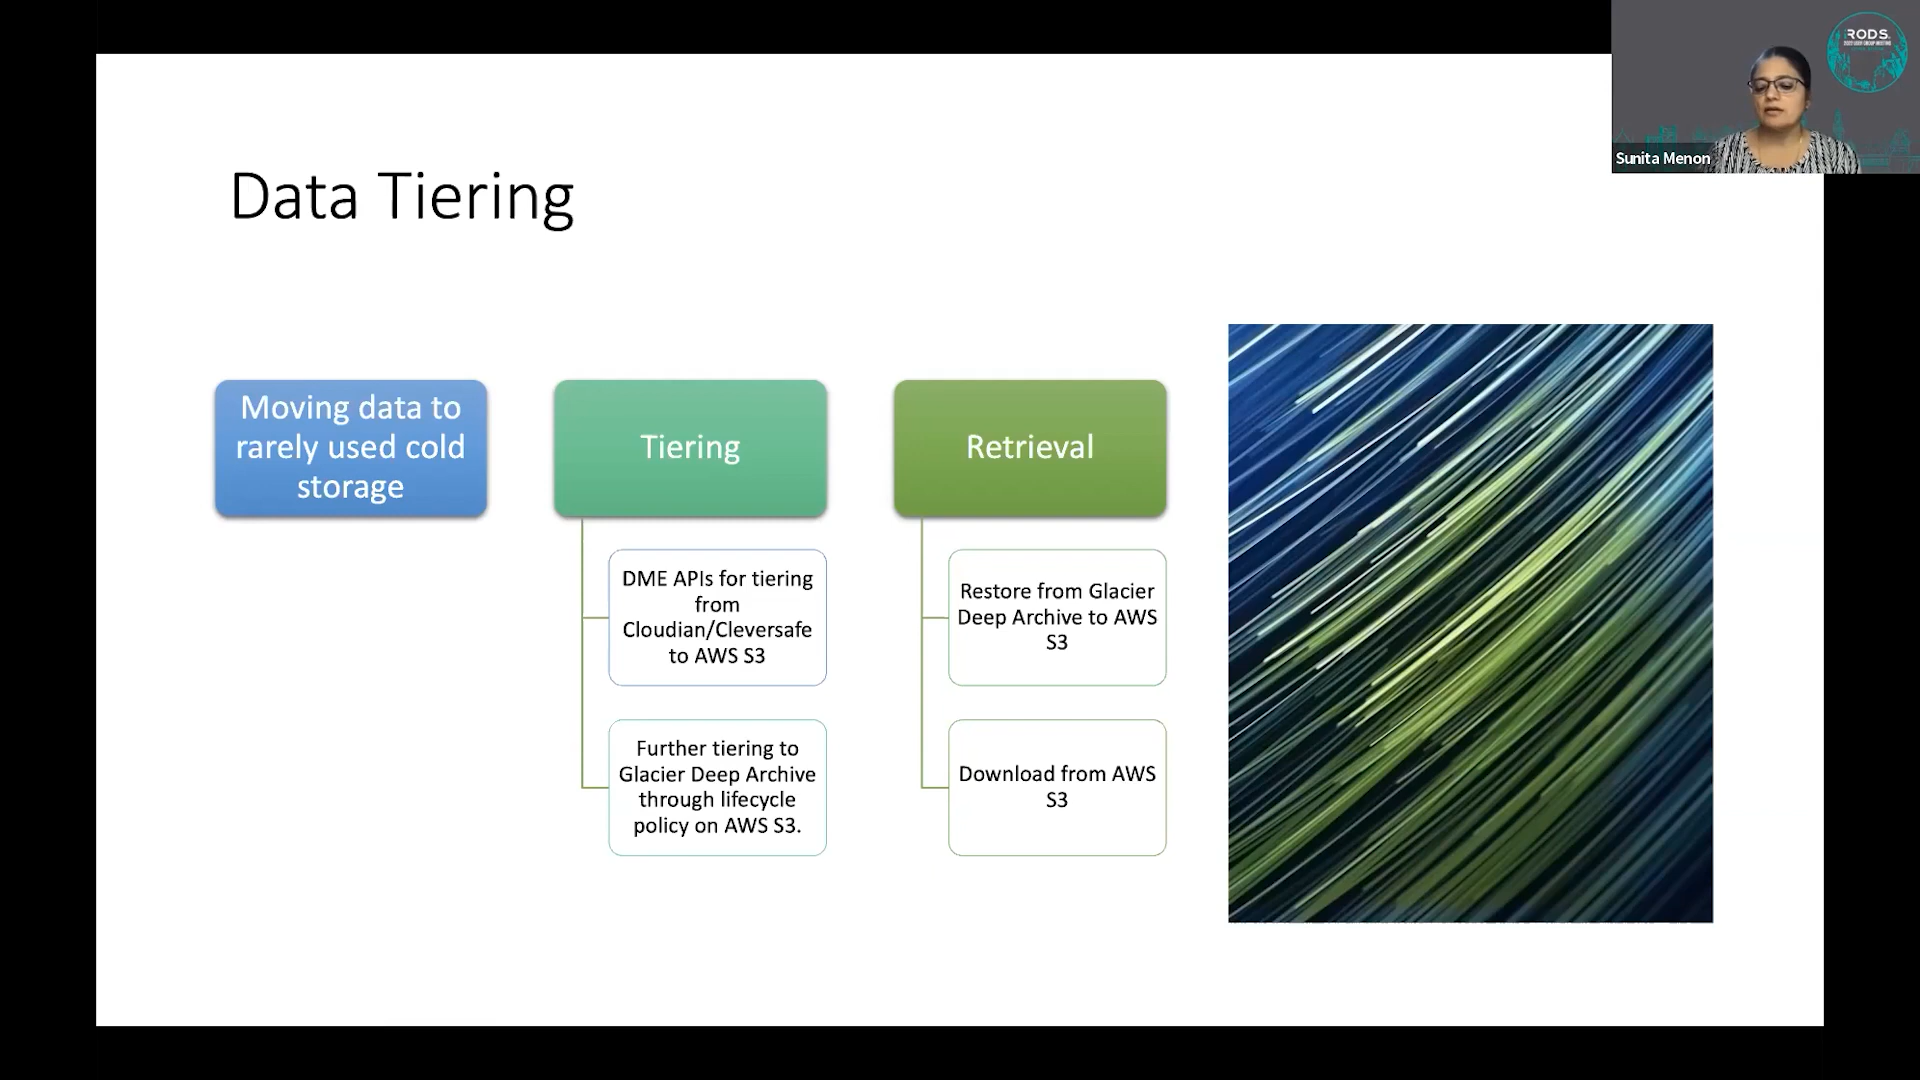 Data Tiering
Moving data to
rarely used cold
storage
Tiering
DME APIs for tiering
from
Cloudian/Cleversafe
to AWS S3
Further tiering to
Glacier Deep Archive
through lifecycle
policy on AWS S3.
Retrieval
Restore from Glacier
Deep Archive to AWS
S3
Download from AWS
S3
Sunita Menon
RODS